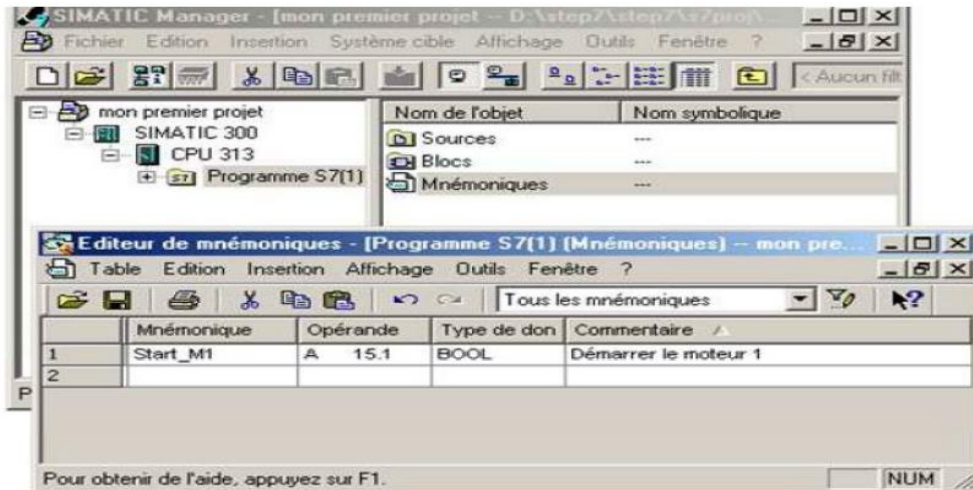 SIMATIC Manager - [mon premier projet -- D:\step7\step7\s7proj\
Fichier Edition Insertion Système cible Affichage Outils Fenêtre ?
< Aucun filt
mon premier projet
SIMATIC 300
CPU 313
S7 Programme S7(1)
Nom de l'objet Nom symbolique
Sources ---
Blocs ---
Mnémoniques ---
Editeur de mnémoniques - [Programme S7(1) (Mnémoniques) -- mon pre...
Table Edition Insertion Affichage Outils Fenêtre ?
Tous les mnémoniques
Mnémonique Opérande Type de don Commentaire
1 Start_M1 A 15.1 BOOL Démarrer le moteur 1
2
P
Pour obtenir de l'aide, appuyez sur F1. NUM